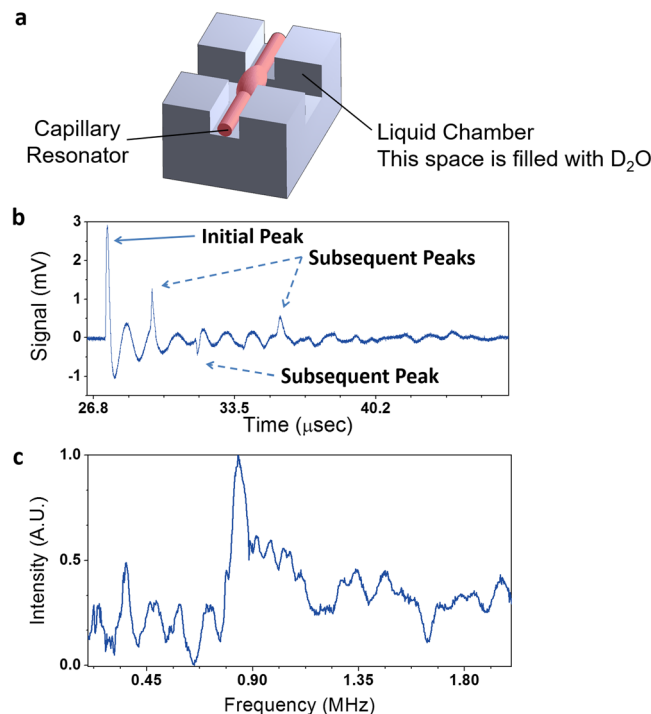 a
Capillary
Resonator
Liquid Chamber
This space is filled with D₂O
b
Signal (mV)
3
2
1
0
-1
Initial Peak
Subsequent Peaks
Subsequent Peak
26.8 33.5 40.2
Time (μsec)
c
Intensity (A.U.)
1.0
0.5
0.0
0.45 0.90 1.35 1.80
Frequency (MHz)